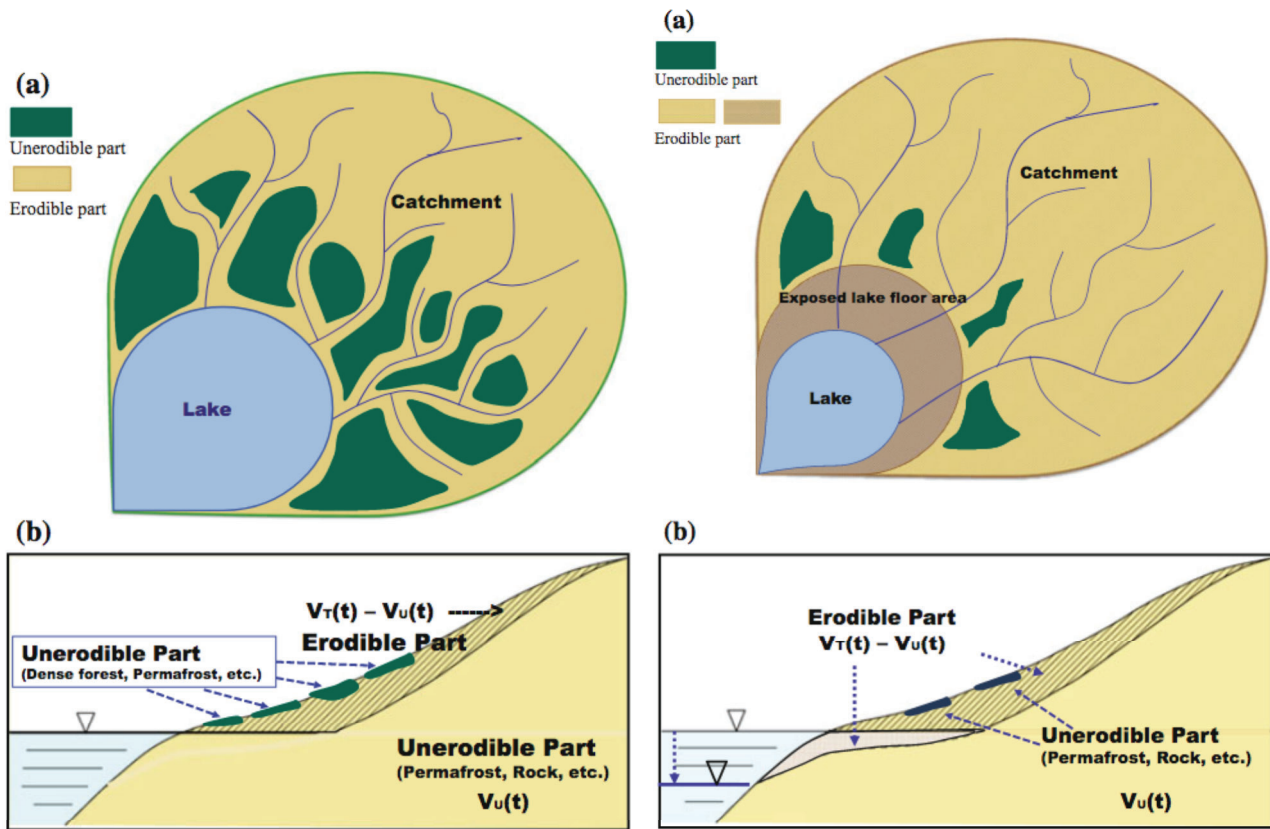 (a)
Unerodible part
Erodible part
Catchment
Lake
(b)
VT(t) – VU(t) ------>
Erodible Part
Unerodible Part
(Dense forest, Permafrost, etc.)
Unerodible Part
(Permafrost, Rock, etc.)
VU(t)
(a)
Unerodible part
Erodible part
Catchment
Exposed lake floor area
Lake
(b)
Erodible Part
VT(t) – VU(t)
Unerodible Part
(Permafrost, Rock, etc.)
VU(t)